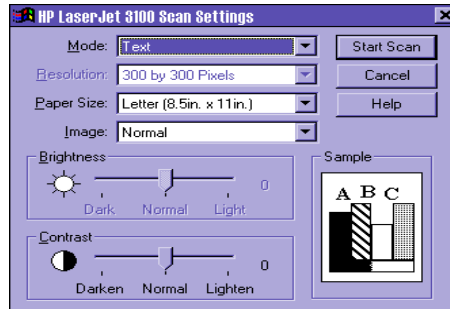 HP LaserJet 3100 Scan Settings
Mode: Text
Start Scan
Resolution: 300 by 300 Pixels
Cancel
Paper Size: Letter (8.5in. x 11in.)
Help
Image: Normal
Brightness
0
Dark Normal Light
Sample
A B C
Contrast
0
Darken Normal Lighten